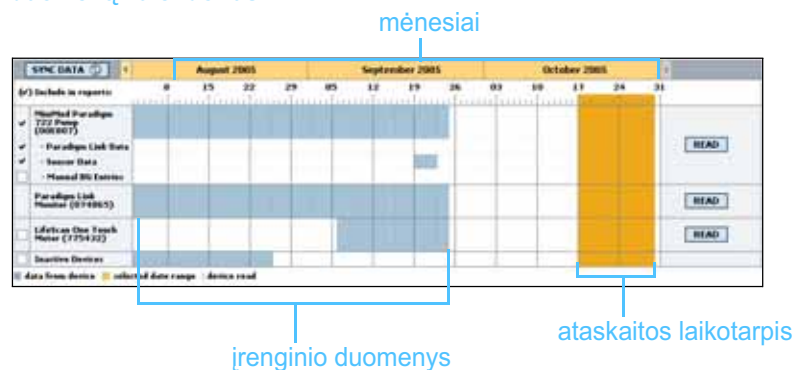 mėnesiai
SYNC DATA
August 2005 September 2005 October 2005
(✓) Include in reports: 8 15 22 29 05 12 19 26 03 10 17 24 31
MiniMed Paradigm
722 Pump
READ
- Paradigm Link Data
- Sensor Data
- Manual BG Entries
Paradigm Link
Monitor (874865)
READ
LifeScan One Touch
Meter (775432)
READ
Inactive Devices
data from device selected date range device read
ataskaitos laikotarpis
įrenginio duomenys